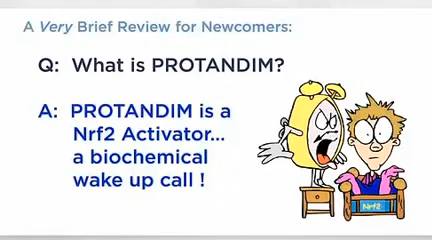 A Very Brief Review for Newcomers:
Q: What is PROTANDIM?
A: PROTANDIM is a
Nrf2 Activator...
a biochemical
wake up call !
Nrf2